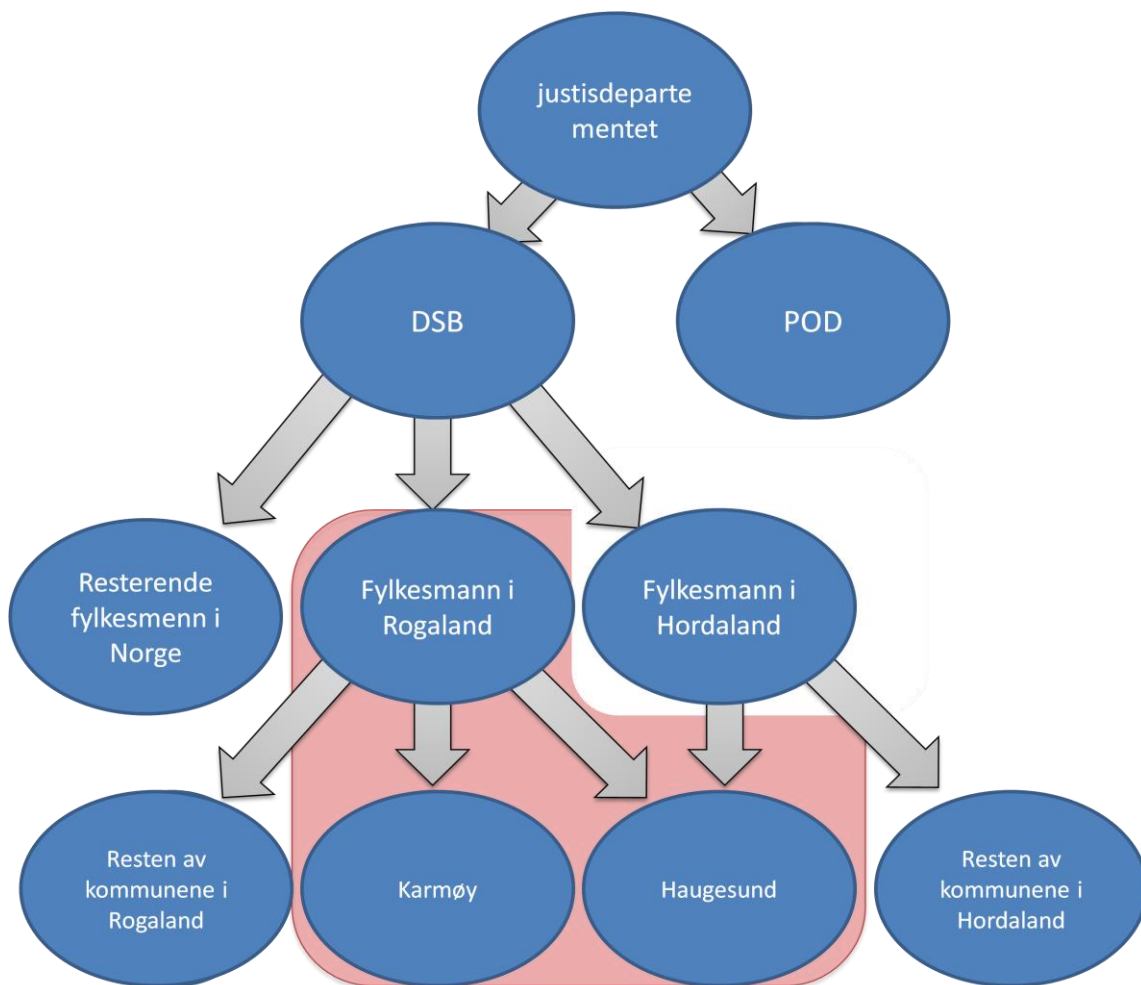 justisdeparte
mentet
DSB
POD
Resterende
fylkesmenn i
Norge
Fylkesmann i
Rogaland
Fylkesmann i
Hordaland
Resten av
kommunene i
Rogaland
Karmøy
Haugesund
Resten av
kommunene i
Hordaland